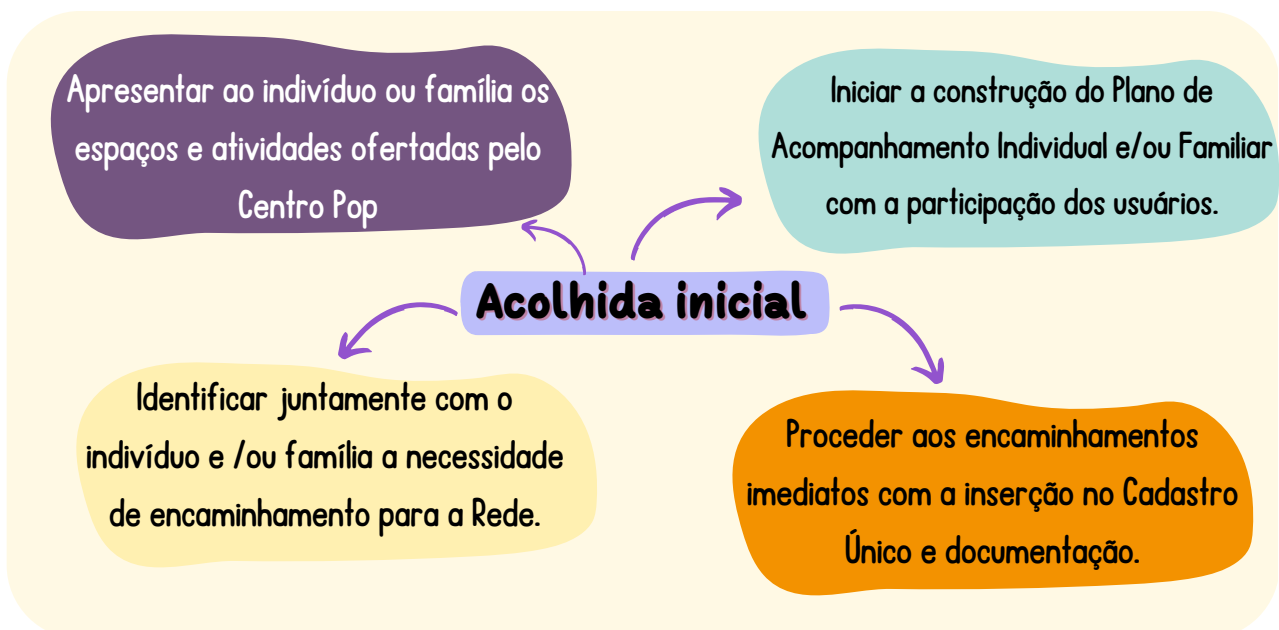 Apresentar ao indivíduo ou família os
espaços e atividades ofertadas pelo
Centro Pop
Iniciar a construção do Plano de
Acompanhamento Individual e/ou Familiar
com a participação dos usuários.
Acolhida inicial
Identificar juntamente com o
indivíduo e /ou família a necessidade
de encaminhamento para a Rede.
Proceder aos encaminhamentos
imediatos com a inserção no Cadastro
Único e documentação.